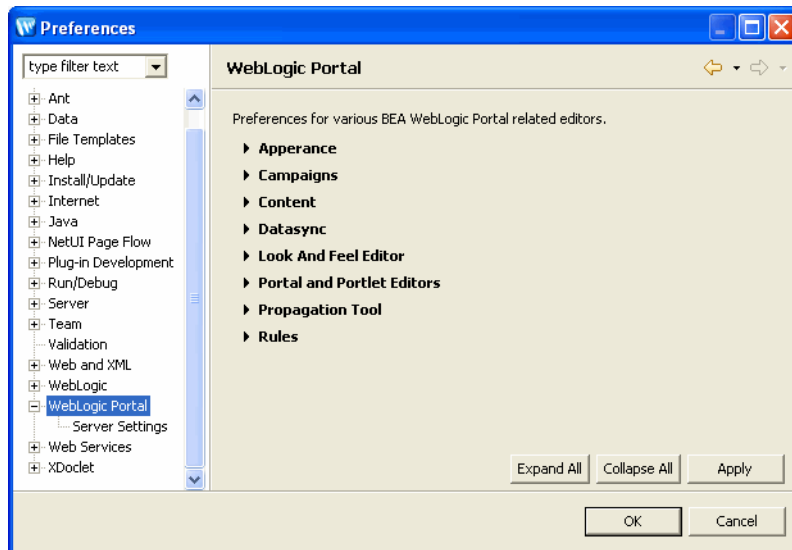 Preferences
type filter text
Ant
Data
File Templates
Help
Install/Update
Internet
Java
NetUI Page Flow
Plug-in Development
Run/Debug
Server
Team
Validation
Web and XML
WebLogic
WebLogic Portal
Server Settings
Web Services
XDoclet
WebLogic Portal
Preferences for various BEA WebLogic Portal related editors.
Apperance
Campaigns
Content
Datasync
Look And Feel Editor
Portal and Portlet Editors
Propagation Tool
Rules
Expand All Collapse All Apply
OK Cancel